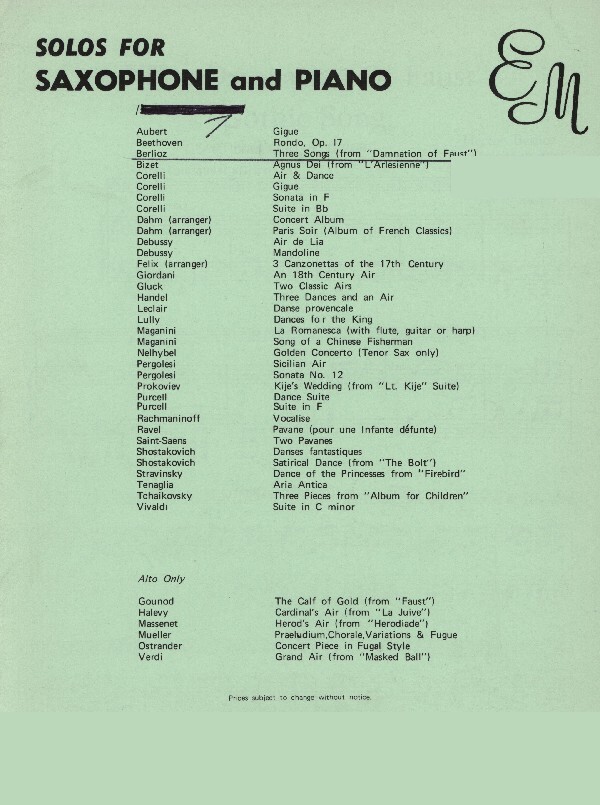 SOLOS FOR
SAXOPHONE and PIANO
EM
Aubert Gigue
Beethoven Rondo, Op. 17
Berlioz Three Songs (from "Damnation of Faust")
Bizet Agnus Dei (from "L'Arlesienne")
Corelli Air & Dance
Corelli Gigue
Corelli Sonata in F
Corelli Suite in Bb
Dahm (arranger) Concert Album
Dahm (arranger) Paris Soir (Album of French Classics)
Debussy Air de Lia
Debussy Mandoline
Felix (arranger) 3 Canzonettas of the 17th Century
Giordani An 18th Century Air
Gluck Two Classic Airs
Handel Three Dances and an Air
Leclair Danse provencale
Lully Dances for the King
Maganini La Romanesca (with flute, guitar or harp)
Maganini Song of a Chinese Fisherman
Nelhybel Golden Concerto (Tenor Sax only)
Pergolesi Sicilian Air
Pergolesi Sonata No. 12
Prokoviev Kije's Wedding (from "Lt. Kije" Suite)
Purcell Dance Suite
Purcell Suite in F
Rachmaninoff Vocalise
Ravel Pavane (pour une Infante défunte)
Saint-Saens Two Pavanes
Shostakovich Danses fantastiques
Shostakovich Satirical Dance (from "The Bolt")
Stravinsky Dance of the Princesses from "Firebird"
Tenaglia Aria Antica
Tchaikovsky Three Pieces from "Album for Children"
Vivaldi Suite in C minor
Alto Only
Gounod The Calf of Gold (from "Faust")
Halevy Cardinal's Air (from "La Juive")
Massenet Herod's Air (from "Herodiade")
Mueller Praeludium,Chorale,Variations & Fugue
Ostrander Concert Piece in Fugal Style
Verdi Grand Air (from "Masked Ball")
Prices subject to change without notice.